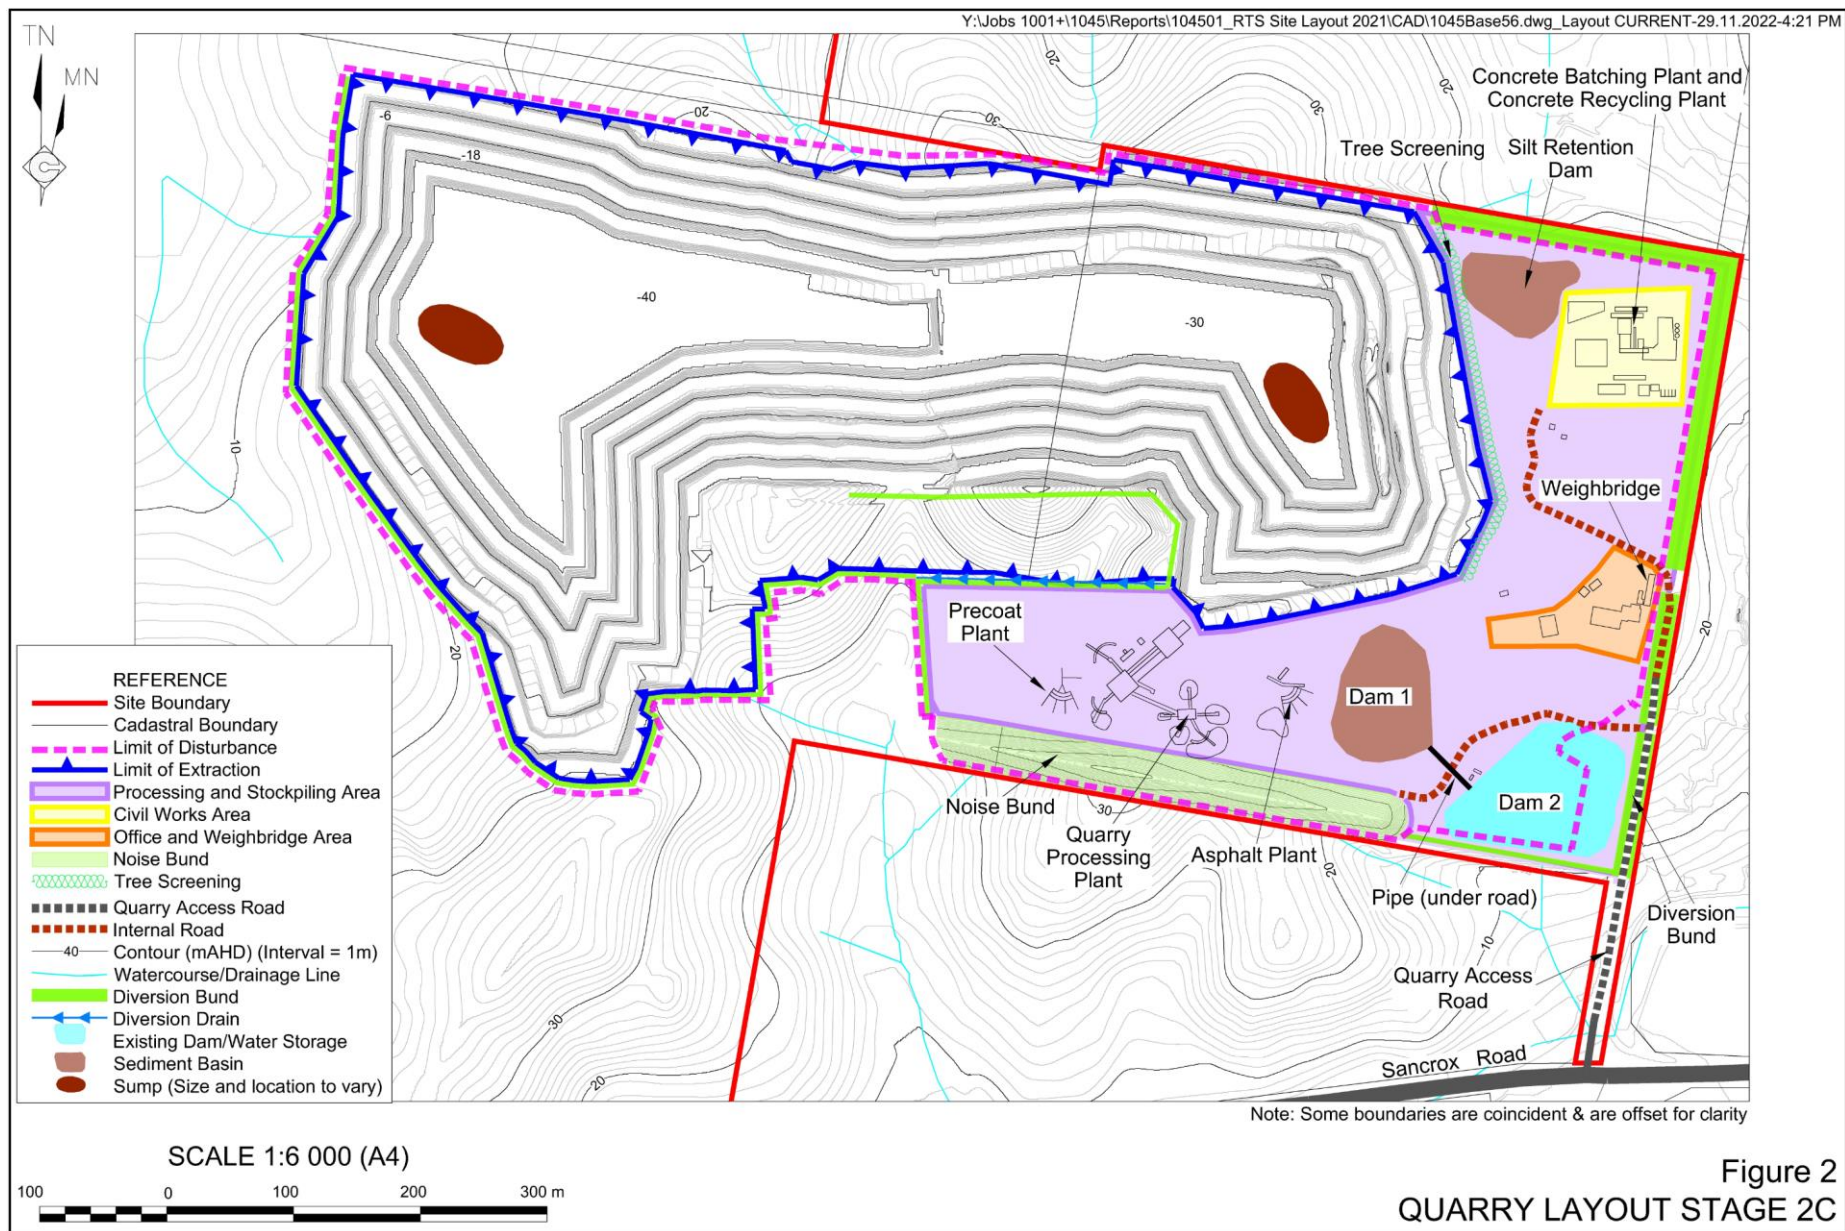 Y:\Jobs 1001+\1045\Reports\104501_RTS Site Layout 2021\CAD\1045Base56.dwg_Layout CURRENT-29.11.2022-4:21 PM
TN
MN
20
20
30
30
20
-6
-18
-40
-30
10
20
20
30
20
30
20
10
Concrete Batching Plant and
Concrete Recycling Plant
Tree Screening
Silt Retention
Dam
Weighbridge
Precoat
Plant
Dam 1
Dam 2
Noise Bund
Quarry
Processing
Plant
Asphalt Plant
Pipe (under road)
Diversion
Bund
Quarry Access
Road
Sancrox Road
REFERENCE
Site Boundary
Cadastral Boundary
Limit of Disturbance
Limit of Extraction
Processing and Stockpiling Area
Civil Works Area
Office and Weighbridge Area
Noise Bund
Tree Screening
Quarry Access Road
Internal Road
40 Contour (mAHD) (Interval = 1m)
Watercourse/Drainage Line
Diversion Bund
Diversion Drain
Existing Dam/Water Storage
Sediment Basin
Sump (Size and location to vary)
Note: Some boundaries are coincident & are offset for clarity
SCALE 1:6 000 (A4)
100 0 100 200 300 m
Figure 2
QUARRY LAYOUT STAGE 2C